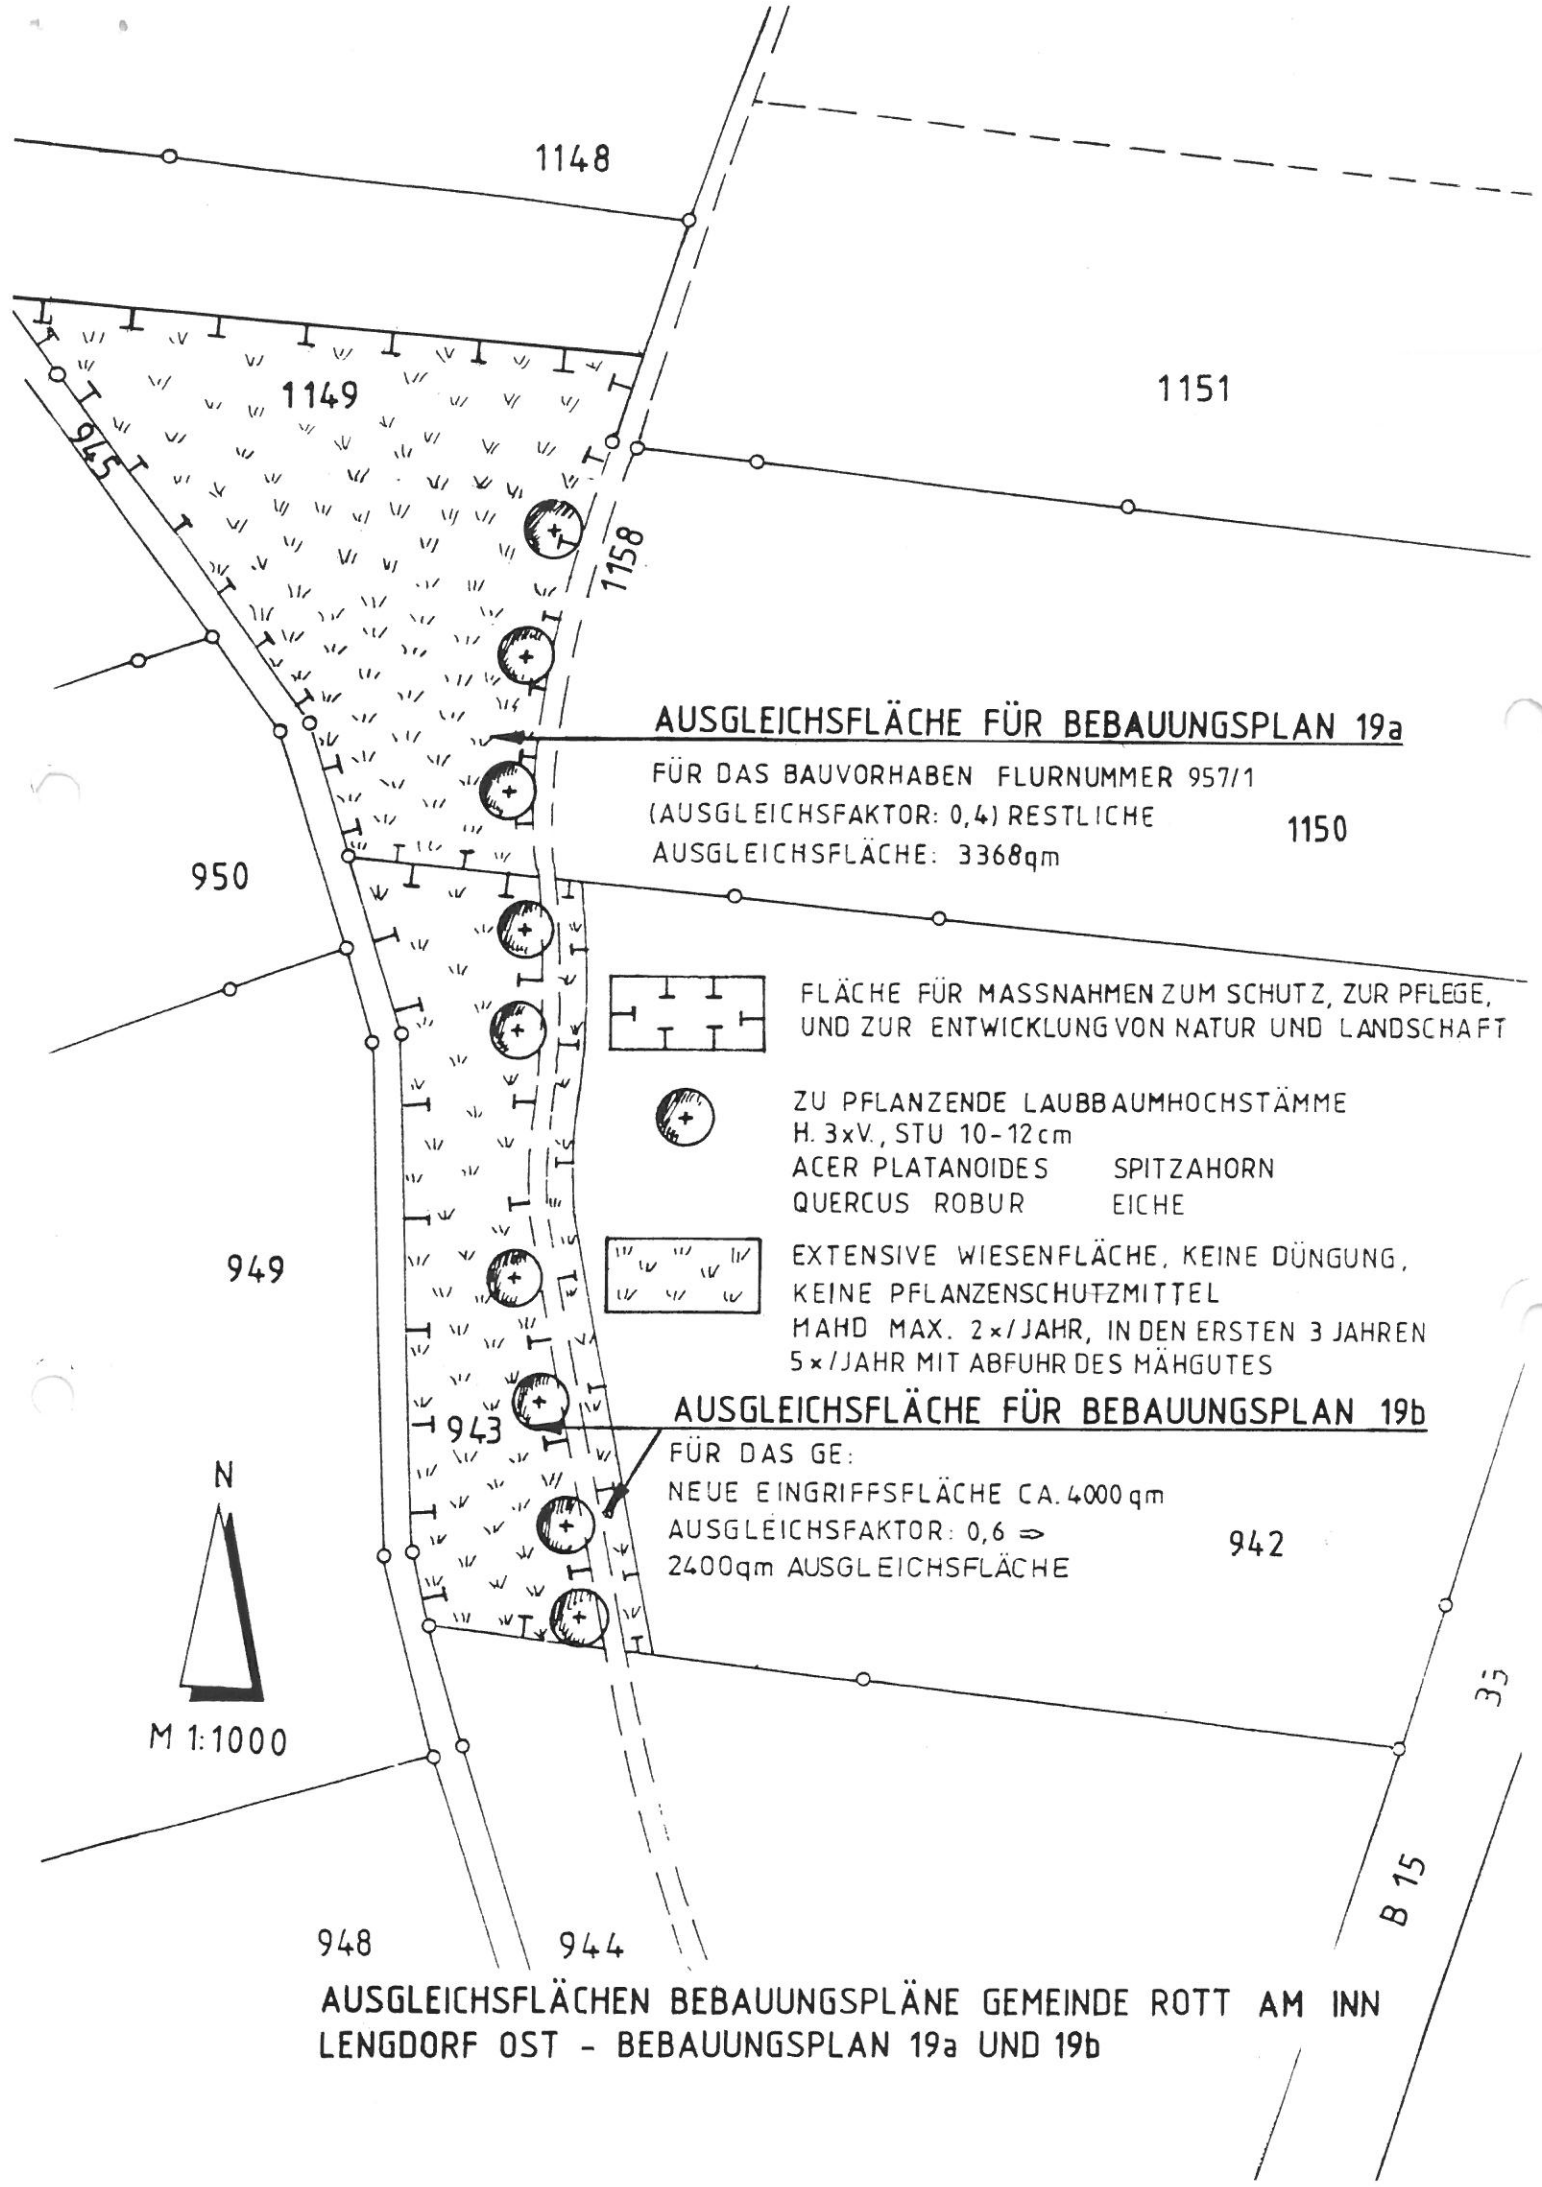 1148
1149
1151
945
1158
AUSGLEICHSFLÄCHE FÜR BEBAUUNGSPLAN 19a
FÜR DAS BAUVORHABEN FLURNUMMER 957/1
(AUSGLEICHSFAKTOR: 0,4) RESTLICHE
AUSGLEICHSFLÄCHE: 3368qm
1150
950
FLÄCHE FÜR MASSNAHMEN ZUM SCHUTZ, ZUR PFLEGE,
UND ZUR ENTWICKLUNG VON NATUR UND LANDSCHAFT
ZU PFLANZENDE LAUBBAUMHOCHSTÄMME
H. 3xV., STU 10-12cm
ACER PLATANOIDES SPITZAHORN
QUERCUS ROBUR EICHE
949
EXTENSIVE WIESENFLÄCHE, KEINE DÜNGUNG,
KEINE PFLANZENSCHUTZMITTEL
MAHD MAX. 2x/JAHR, IN DEN ERSTEN 3 JAHREN
5x/JAHR MIT ABFUHR DES MÄHGUTES
943
AUSGLEICHSFLÄCHE FÜR BEBAUUNGSPLAN 19b
FÜR DAS GE:
NEUE EINGRIFFSFLÄCHE CA. 4000qm
AUSGLEICHSFAKTOR: 0,6 ⇒
2400qm AUSGLEICHSFLÄCHE
942
N
M 1:1000
B 15
948
944
AUSGLEICHSFLÄCHEN BEBAUUNGSPLÄNE GEMEINDE ROTT AM INN
LENGDORF OST - BEBAUUNGSPLAN 19a UND 19b